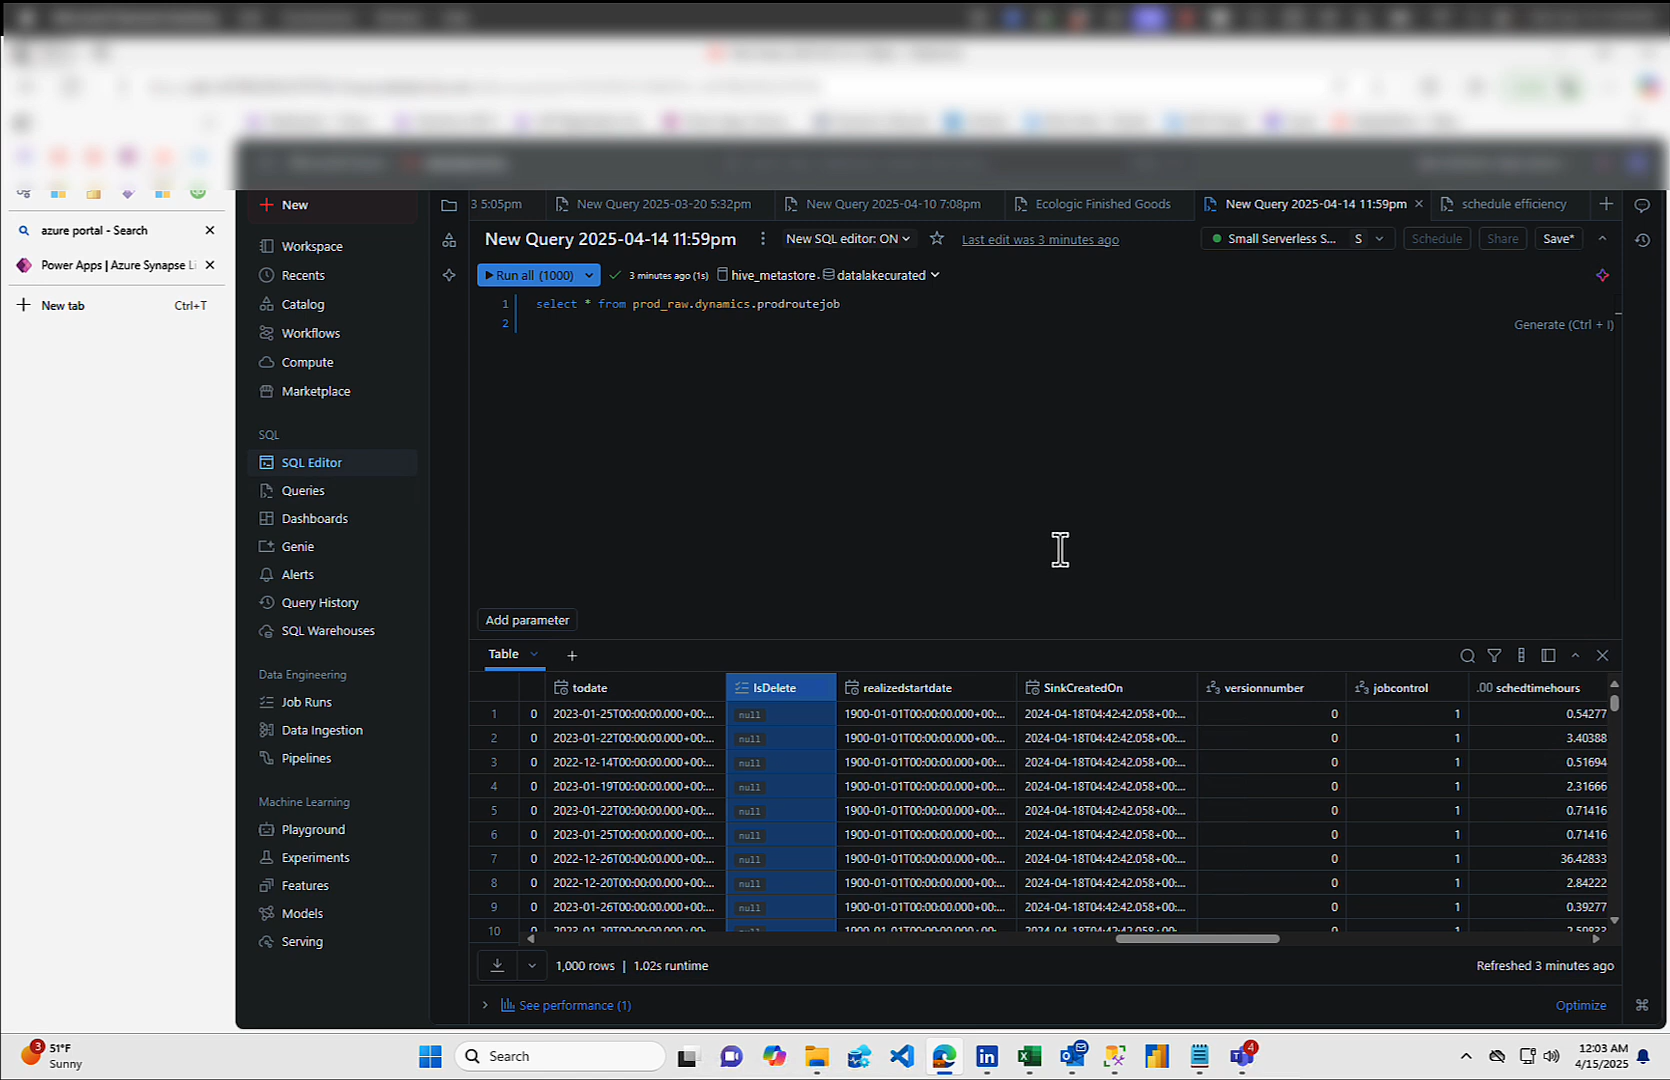 azure portal - Search
Power Apps | Azure Synapse Li
New tab Ctrl+T
New
Workspace
Recents
Catalog
Workflows
Compute
Marketplace
SQL
SQL Editor
Queries
Dashboards
Genie
Alerts
Query History
SQL Warehouses
Data Engineering
Job Runs
Data Ingestion
Pipelines
Machine Learning
Playground
Experiments
Features
Models
Serving
3 5:05pm New Query 2025-03-20 5:32pm New Query 2025-04-10 7:08pm Ecologic Finished Goods New Query 2025-04-14 11:59pm schedule efficiency
New Query 2025-04-14 11:59pm New SQL editor: ON Last edit was 3 minutes ago Small Serverless S... S Schedule Share Save*
Run all (1000) 3 minutes ago (1s) hive_metastore. datalakecurated
1 select * from prod_raw.dynamics.prodroutejob
2
Generate (Ctrl + I)
Add parameter
Table
todate IsDelete realizedstartdate SinkCreatedOn 1²3 versionnumber 1²3 jobcontrol .00 schedtimehours
1 0 2023-01-25T00:00:00.000+00:... null 1900-01-01T00:00:00.000+00:... 2024-04-18T04:42:42.058+00:... 0 1 0.54277
2 0 2023-01-22T00:00:00.000+00:... null 1900-01-01T00:00:00.000+00:... 2024-04-18T04:42:42.058+00:... 0 1 3.40388
3 0 2022-12-14T00:00:00.000+00:... null 1900-01-01T00:00:00.000+00:... 2024-04-18T04:42:42.058+00:... 0 1 0.51694
4 0 2023-01-19T00:00:00.000+00:... null 1900-01-01T00:00:00.000+00:... 2024-04-18T04:42:42.058+00:... 0 1 2.31666
5 0 2023-01-22T00:00:00.000+00:... null 1900-01-01T00:00:00.000+00:... 2024-04-18T04:42:42.058+00:... 0 1 0.71416
6 0 2023-01-25T00:00:00.000+00:... null 1900-01-01T00:00:00.000+00:... 2024-04-18T04:42:42.058+00:... 0 1 0.71416
7 0 2022-12-26T00:00:00.000+00:... null 1900-01-01T00:00:00.000+00:... 2024-04-18T04:42:42.058+00:... 0 1 36.42833
8 0 2022-12-20T00:00:00.000+00:... null 1900-01-01T00:00:00.000+00:... 2024-04-18T04:42:42.058+00:... 0 1 2.84222
9 0 2023-01-26T00:00:00.000+00:... null 1900-01-01T00:00:00.000+00:... 2024-04-18T04:42:42.058+00:... 0 1 0.39277
10
1,000 rows | 1.02s runtime Refreshed 3 minutes ago
See performance (1) Optimize
3 51°F
Sunny
Search
4
12:03 AM
4/15/2025